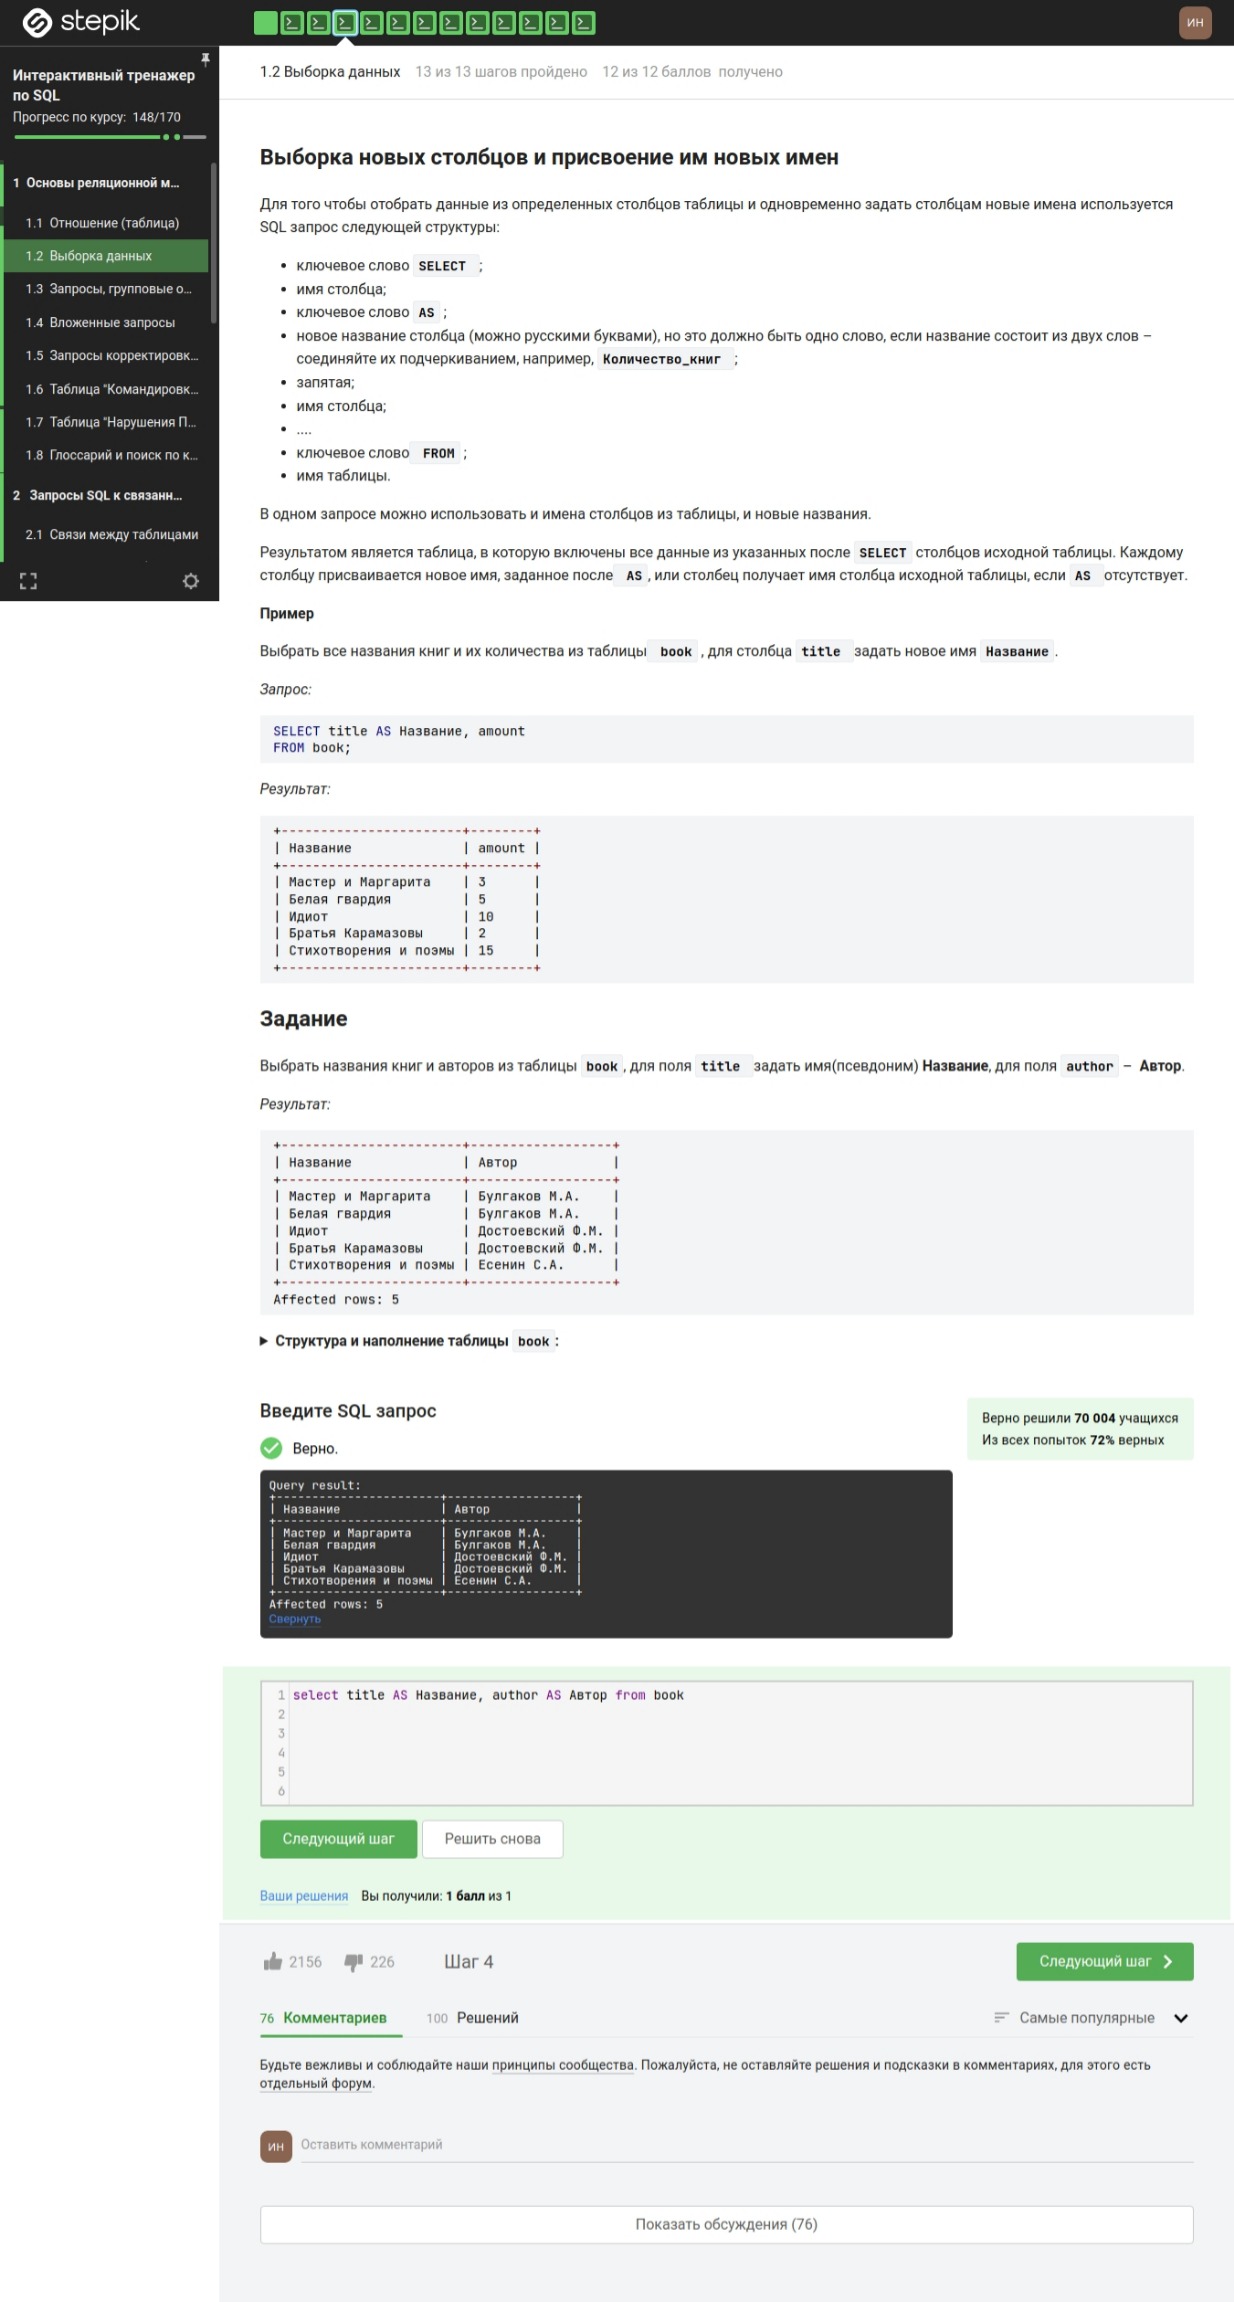 stepik
ИН
Интерактивный тренажер
по SQL
Прогресс по курсу: 148/170
1 Основы реляционной м...
1.1 Отношение (таблица)
1.2 Выборка данных
1.3 Запросы, групповые о...
1.4 Вложенные запросы
1.5 Запросы корректировк...
1.6 Таблица "Командировк...
1.7 Таблица "Нарушения П...
1.8 Глоссарий и поиск по к...
2 Запросы SQL к связанн...
2.1 Связи между таблицами
1.2 Выборка данных 13 из 13 шагов пройдено 12 из 12 баллов получено
Выборка новых столбцов и присвоение им новых имен
Для того чтобы отобрать данные из определенных столбцов таблицы и одновременно задать столбцам новые имена используется
SQL запрос следующей структуры:
• ключевое слово SELECT ;
• имя столбца;
• ключевое слово AS ;
• новое название столбца (можно русскими буквами), но это должно быть одно слово, если название состоит из двух слов –
соединяйте их подчеркиванием, например, Количество_книг ;
• запятая;
• имя столбца;
• ....
• ключевое слово FROM ;
• имя таблицы.
В одном запросе можно использовать и имена столбцов из таблицы, и новые названия.
Результатом является таблица, в которую включены все данные из указанных после SELECT столбцов исходной таблицы. Каждому
столбцу присваивается новое имя, заданное после AS , или столбец получает имя столбца исходной таблицы, если AS отсутствует.
Пример
Выбрать все названия книг и их количества из таблицы book , для столбца title задать новое имя Название .
Запрос:
SELECT title AS Название, amount
FROM book;
Результат:
+-----------------------+--------+
| Название              | amount |
+-----------------------+--------+
| Мастер и Маргарита    | 3      |
| Белая гвардия         | 5      |
| Идиот                 | 10     |
| Братья Карамазовы     | 2      |
| Стихотворения и поэмы | 15     |
+-----------------------+--------+
Задание
Выбрать названия книг и авторов из таблицы book , для поля title задать имя(псевдоним) Название, для поля author – Автор.
Результат:
+-----------------------+------------------+
| Название              | Автор            |
+-----------------------+------------------+
| Мастер и Маргарита    | Булгаков М.А.    |
| Белая гвардия         | Булгаков М.А.    |
| Идиот                 | Достоевский Ф.М. |
| Братья Карамазовы     | Достоевский Ф.М. |
| Стихотворения и поэмы | Есенин С.А.      |
+-----------------------+------------------+
Affected rows: 5
Структура и наполнение таблицы book :
Введите SQL запрос
Верно.
Верно решили 70 004 учащихся
Из всех попыток 72% верных
Query result:
+-----------------------+------------------+
| Название              | Автор            |
+-----------------------+------------------+
| Мастер и Маргарита    | Булгаков М.А.    |
| Белая гвардия         | Булгаков М.А.    |
| Идиот                 | Достоевский Ф.М. |
| Братья Карамазовы     | Достоевский Ф.М. |
| Стихотворения и поэмы | Есенин С.А.      |
+-----------------------+------------------+
Affected rows: 5
Свернуть
1 select title AS Название, author AS Автор from book
2
3
4
5
6
Следующий шаг Решить снова
Ваши решения Вы получили: 1 балл из 1
2156 226 Шаг 4 Следующий шаг
76 Комментариев 100 Решений Самые популярные
Будьте вежливы и соблюдайте наши принципы сообщества. Пожалуйста, не оставляйте решения и подсказки в комментариях, для этого есть
отдельный форум.
ИН Оставить комментарий
Показать обсуждения (76)